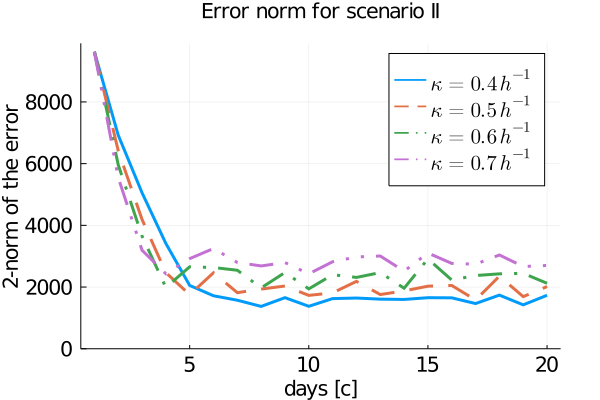 Error norm for scenario II
κ = 0.4 h⁻¹
κ = 0.5 h⁻¹
κ = 0.6 h⁻¹
κ = 0.7 h⁻¹
2-norm of the error
8000
6000
4000
2000
0
5 10 15 20
days [c]